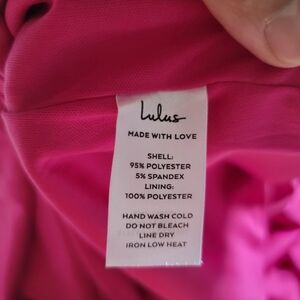 Lulus
MADE WITH LOVE
SHELL:
95% POLYESTER
5% SPANDEX
LINING:
100% POLYESTER
HAND WASH COLD
DO NOT BLEACH
LINE DRY
IRON LOW HEAT